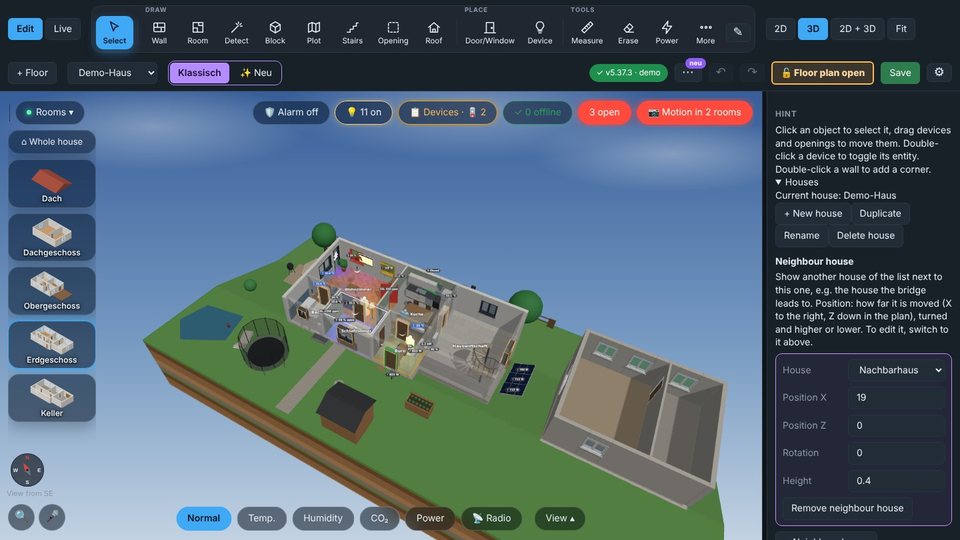 Edit
Live
DRAW
Select
Wall
Room
Detect
Block
Plot
Stairs
Opening
Roof
PLACE
Door/Window
Device
TOOLS
Measure
Erase
Power
More
2D
3D
2D + 3D
Fit
+ Floor
Demo-Haus
Klassisch
✨ Neu
✓ v5.37.3 · demo
neu
🔓 Floor plan open
Save
Rooms ▾
🛡️ Alarm off
💡 11 on
📋 Devices · 🔋 2
✓ 0 offline
3 open
📷 Motion in 2 rooms
⌂ Whole house
Dach
Dachgeschoss
Obergeschoss
Erdgeschoss
Keller
Küche
Hauswirtschaft
N
W
E
S
View from SE
Normal
Temp.
Humidity
CO₂
Power
📡 Radio
View ▴
HINT
Click an object to select it, drag devices
and openings to move them. Double-
click a device to toggle its entity.
Double-click a wall to add a corner.
▼ Houses
Current house: Demo-Haus
+ New house
Duplicate
Rename
Delete house
Neighbour house
Show another house of the list next to
this one, e.g. the house the bridge
leads to. Position: how far it is moved (X
to the right, Z down in the plan), turned
and higher or lower. To edit it, switch to
it above.
House
Nachbarhaus
Position X
19
Position Z
0
Rotation
0
Height
0.4
Remove neighbour house